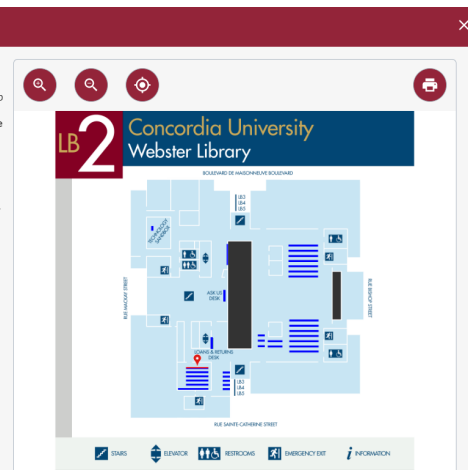 LB2
Concordia University
Webster Library
BOULEVARD DE MAISONNEUVE BOULEVARD
LB3
LB4
LB5
TECHNOLOGY
SANDBOX
ASK US
DESK
RUE MACKAY STREET
RUE BISHOP STREET
LOANS & RETURNS
DESK
LB3
LB4
LB5
RUE SAINTE-CATHERINE STREET
STAIRS
ELEVATOR
RESTROOMS
EMERGENCY EXIT
i INFORMATION